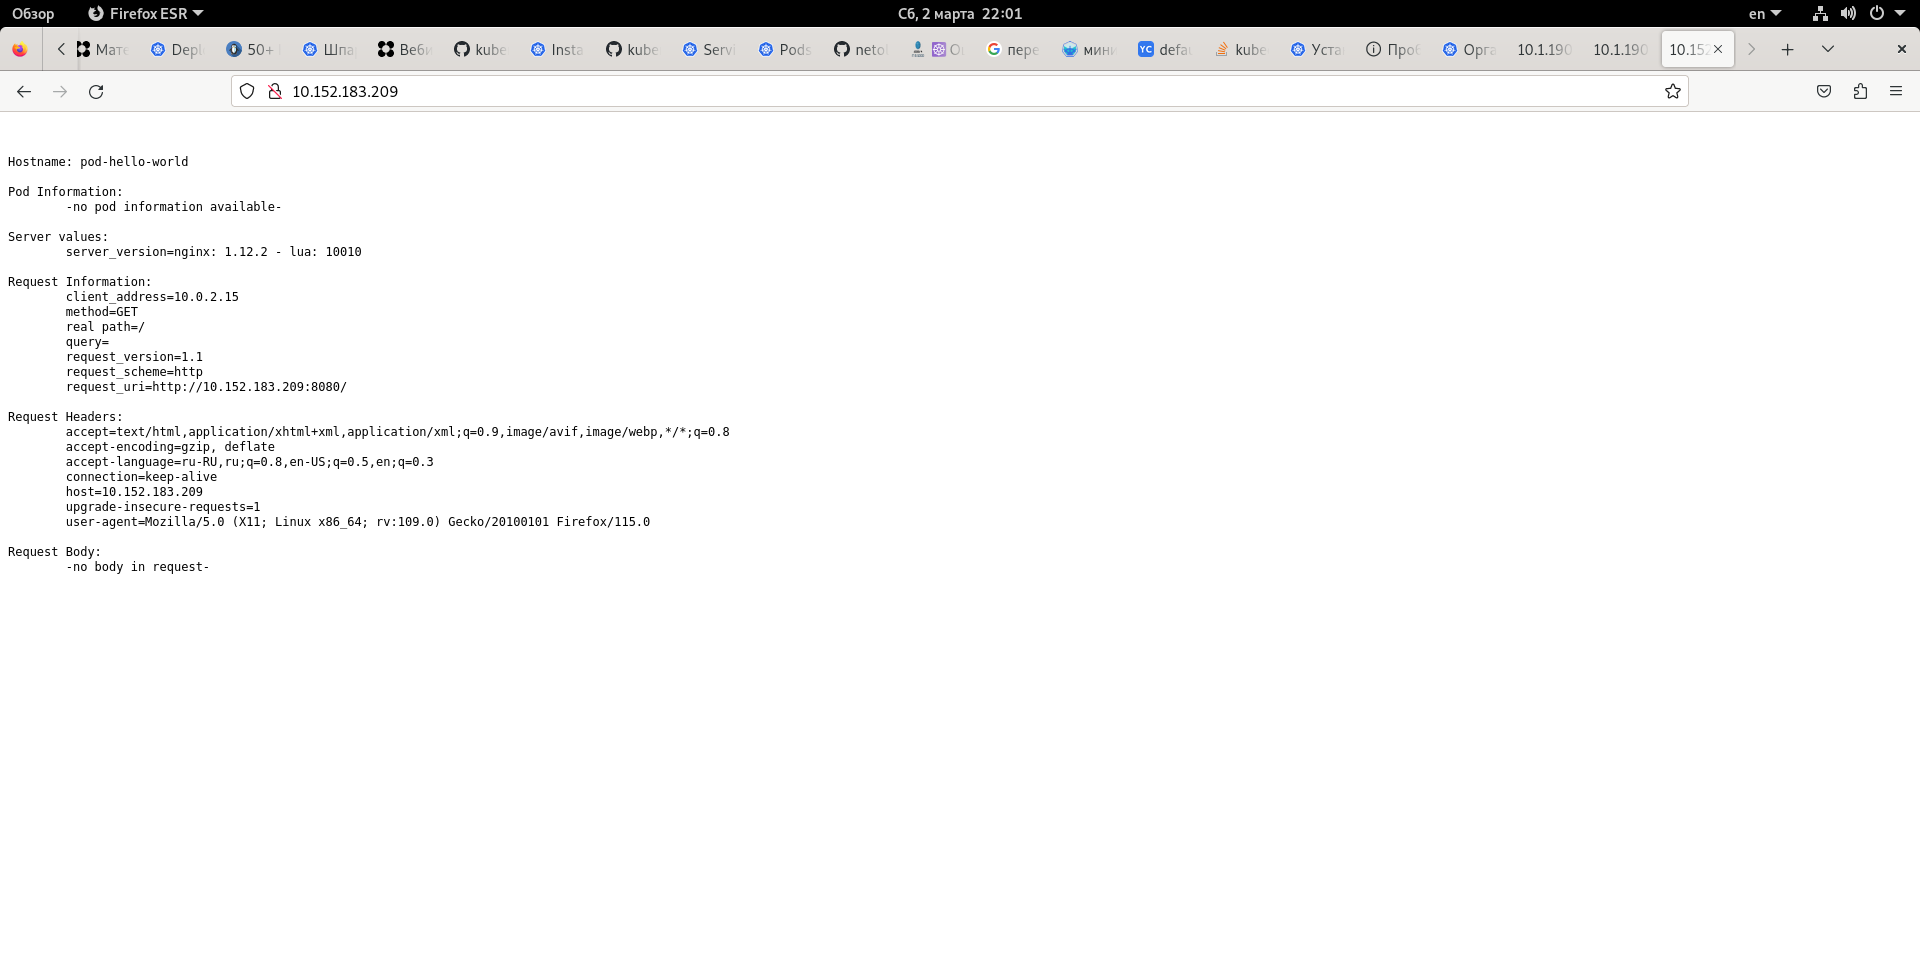 Обзор
Firefox ESR
Сб, 2 марта 22:01
en
Мате
Depl
50+
Шпа
Веби
kube
Insta
kube
Servi
Pods
netol
пере
мини
YC
defau
kube
Уста
Проб
Орга
10.1.190
10.1.190
10.152
10.152.183.209
Hostname: pod-hello-world
Pod Information:
-no pod information available-
Server values:
server_version=nginx: 1.12.2 - lua: 10010
Request Information:
client_address=10.0.2.15
method=GET
real path=/
query=
request_version=1.1
request_scheme=http
request_uri=http://10.152.183.209:8080/
Request Headers:
accept=text/html,application/xhtml+xml,application/xml;q=0.9,image/avif,image/webp,*/*;q=0.8
accept-encoding=gzip, deflate
accept-language=ru-RU,ru;q=0.8,en-US;q=0.5,en;q=0.3
connection=keep-alive
host=10.152.183.209
upgrade-insecure-requests=1
user-agent=Mozilla/5.0 (X11; Linux x86_64; rv:109.0) Gecko/20100101 Firefox/115.0
Request Body:
-no body in request-